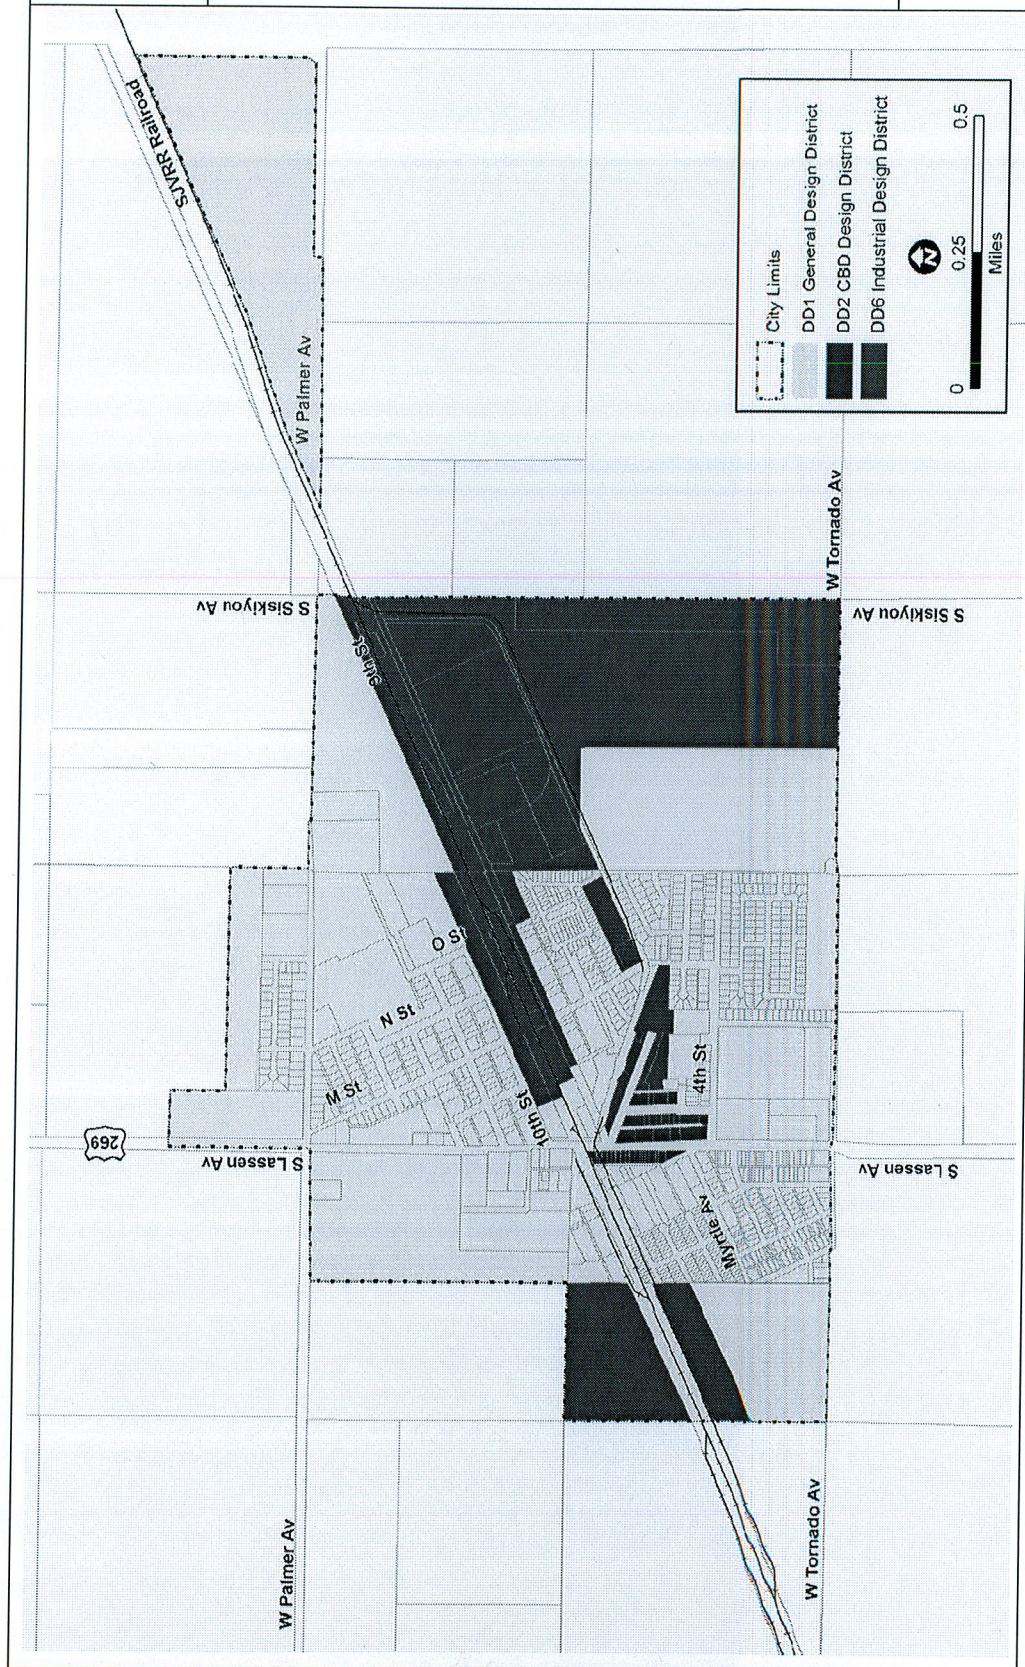 SJVRR Railroad
W Palmer Av
S Siskiyou Av
9th St
W Tornado Av
S Siskiyou Av
O St
N St
M St
10th St
4th St
269
S Lassen Av
S Lassen Av
Myrtle Av
W Palmer Av
W Tornado Av
City Limits
DD1 General Design District
DD2 CBD Design District
DD6 Industrial Design District
N
0 0.25 0.5
Miles